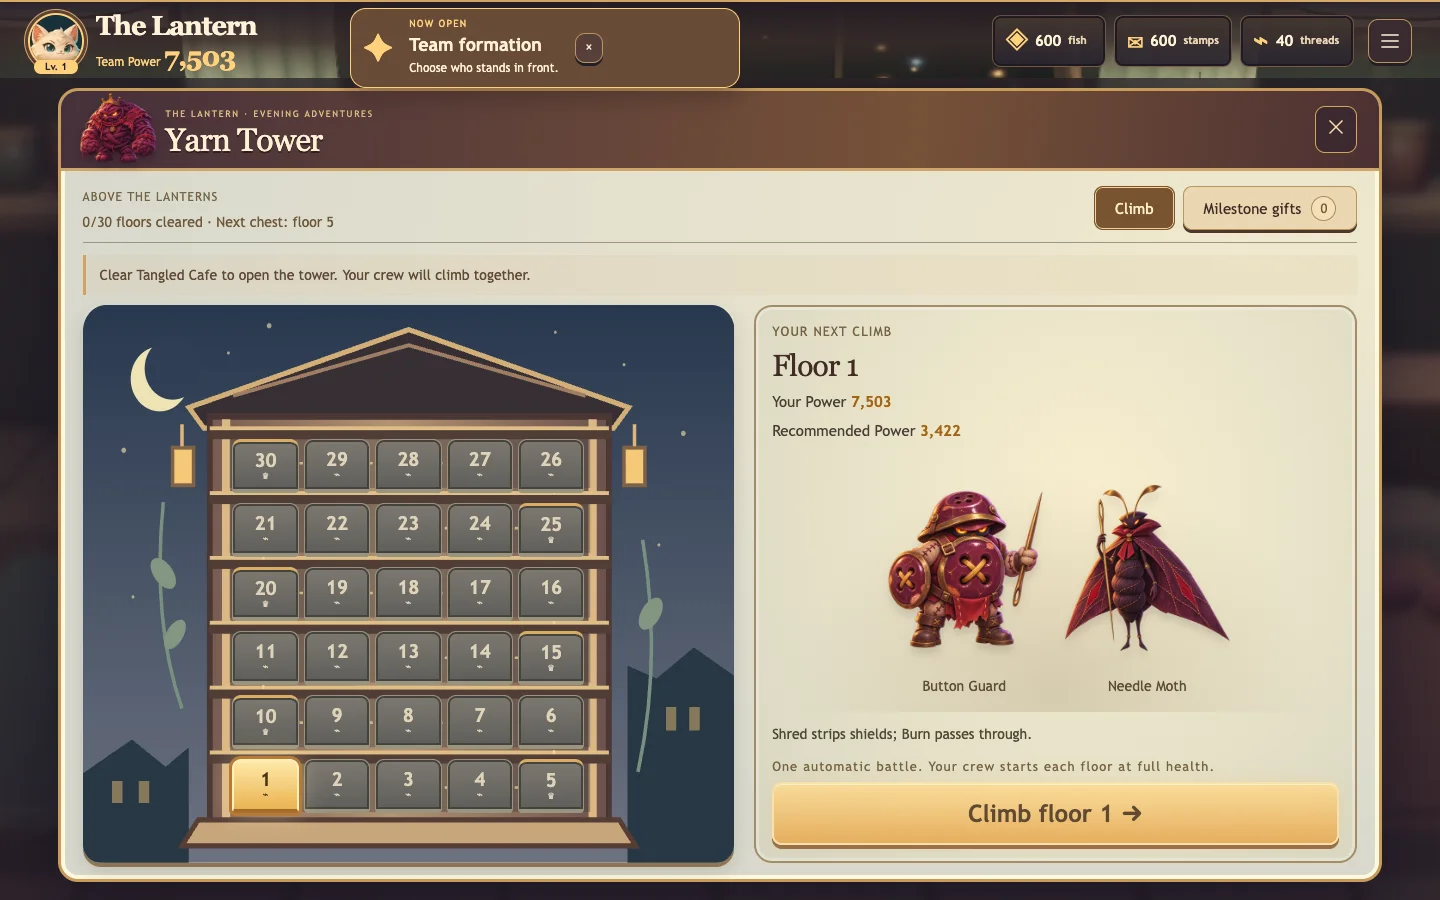 The Lantern
Team Power 7,503
Lv. 1
NOW OPEN
Team formation
Choose who stands in front.
×
600 fish
600 stamps
40 threads
THE LANTERN · EVENING ADVENTURES
Yarn Tower
ABOVE THE LANTERNS
0/30 floors cleared · Next chest: floor 5
Climb
Milestone gifts 0
Clear Tangled Cafe to open the tower. Your crew will climb together.
30 29 28 27 26
21 22 23 24 25
20 19 18 17 16
11 12 13 14 15
10 9 8 7 6
1 2 3 4 5
YOUR NEXT CLIMB
Floor 1
Your Power 7,503
Recommended Power 3,422
Button Guard
Needle Moth
Shred strips shields; Burn passes through.
One automatic battle. Your crew starts each floor at full health.
Climb floor 1 →